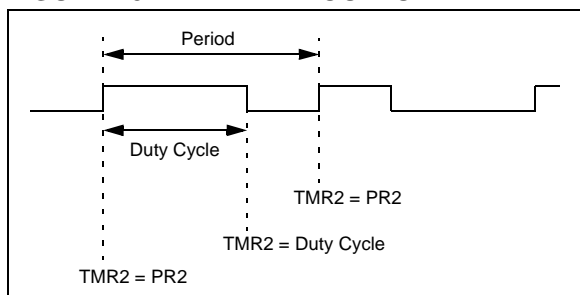 Period
Duty Cycle
TMR2 = PR2
TMR2 = Duty Cycle
TMR2 = PR2